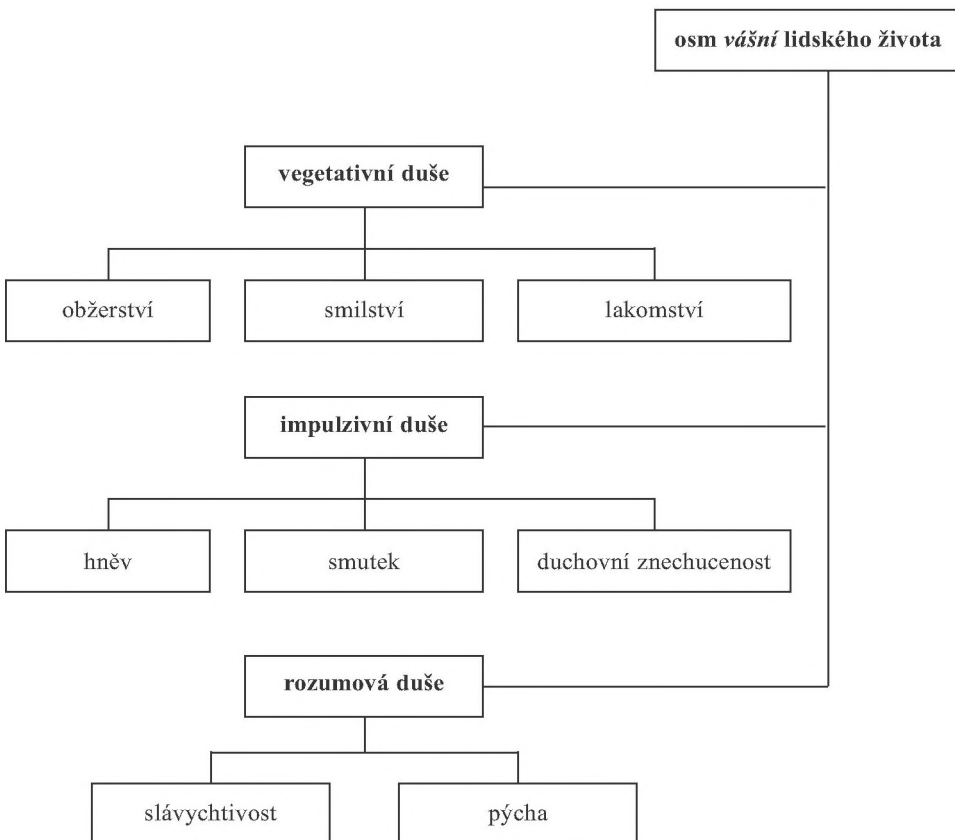 osm vášní lidského života
vegetativní duše
obžerství
smilství
lakomství
impulzivní duše
hněv
smutek
duchovní znechucenost
rozumová duše
slávychtivost
pýcha